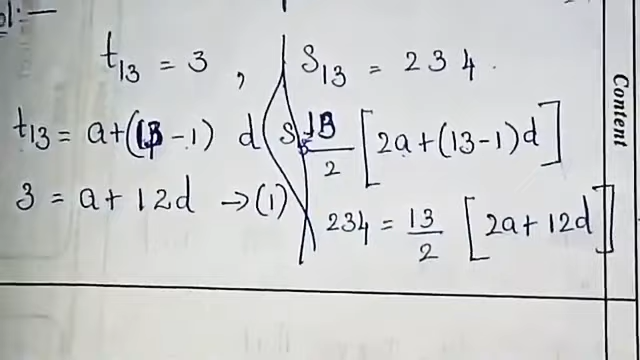 ol:-
t13 = 3 , S13 = 234.
t13 = a+(13-1) d
3 = a+12d →(1)
S13 13/2 [2a+(13-1)d]
234 = 13/2 [2a+12d]
Content